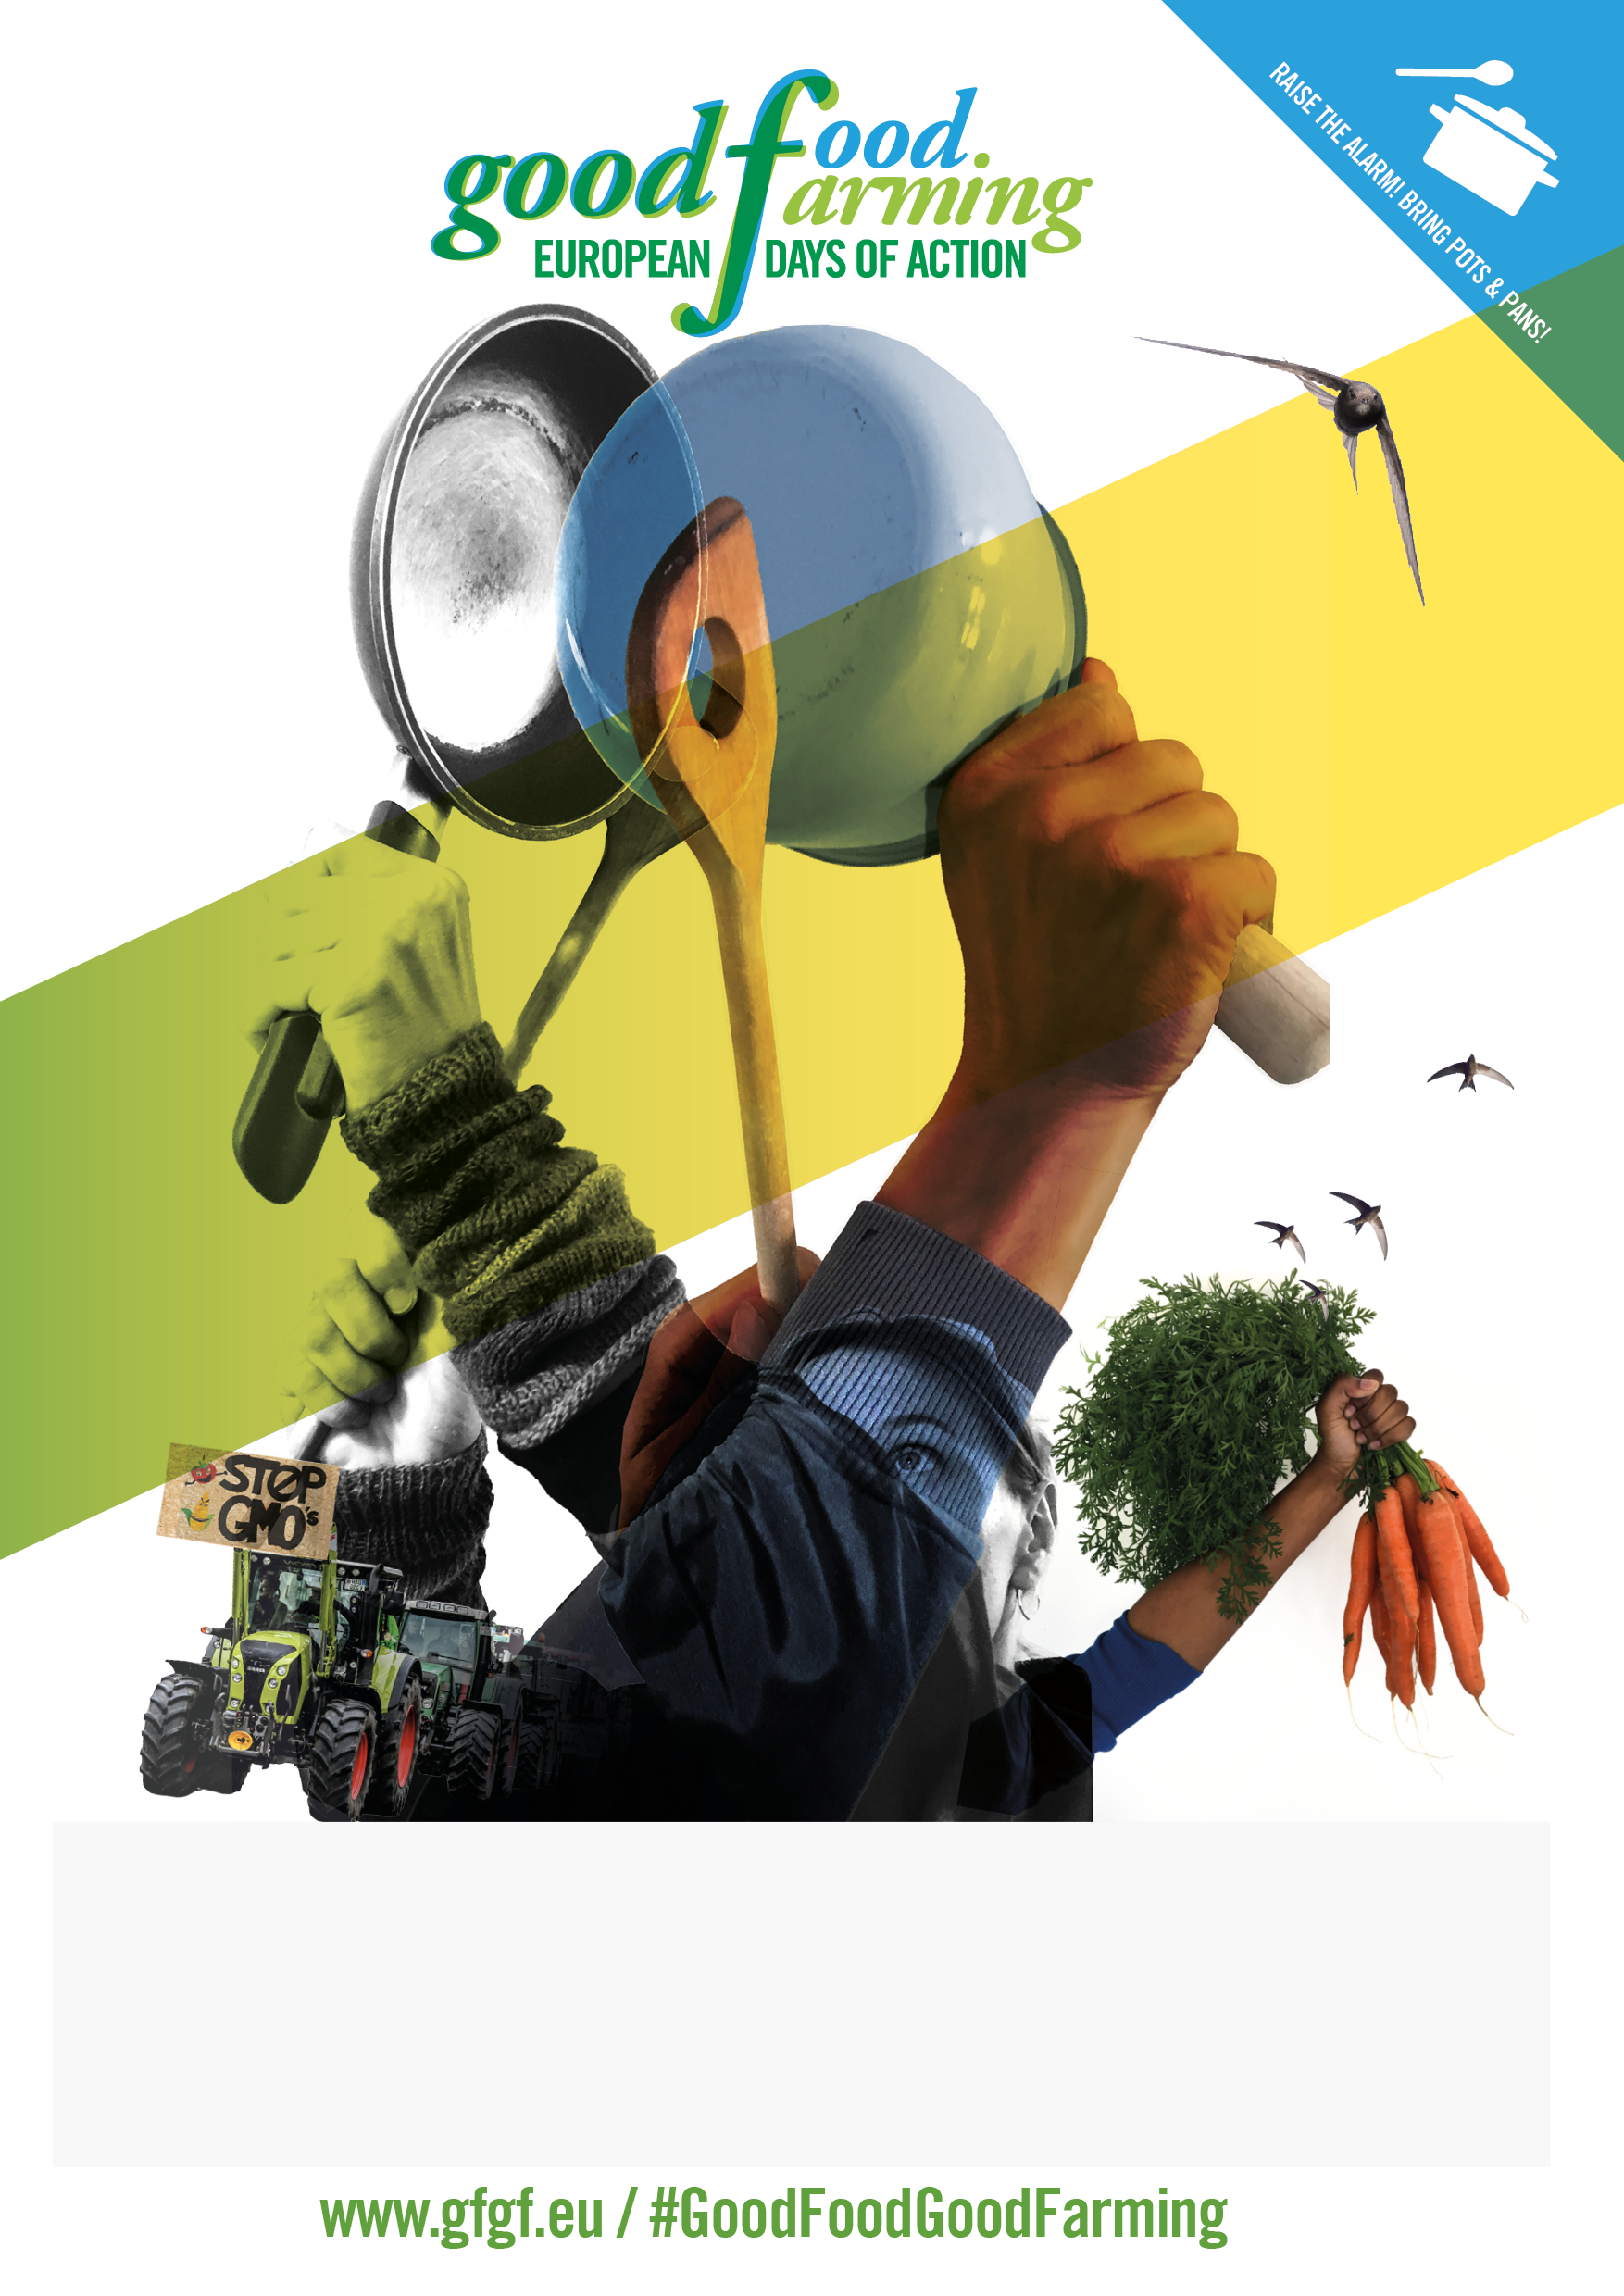 good food
farming
EUROPEAN DAYS OF ACTION
RAISE THE ALARM! BRING POTS & PANS!
STOP
GMO's
www.gfgf.eu / #GoodFoodGoodFarming